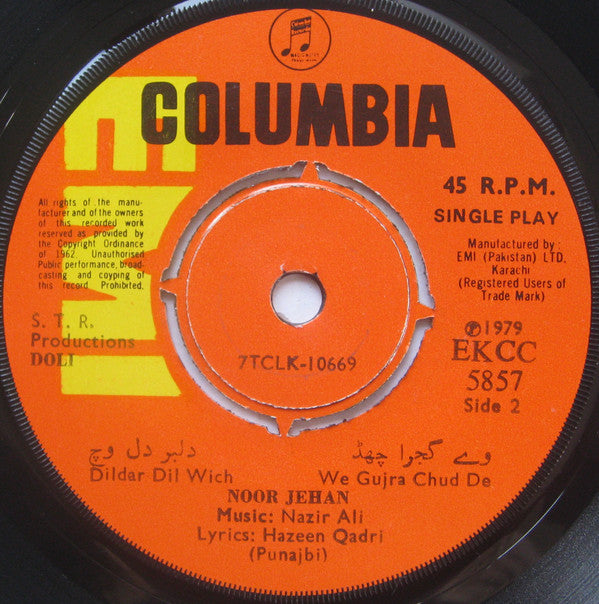 COLUMBIA
EMI
All rights of the manu-
facturer and of the owners
of this recorded work
reserved as provided by
the Copyright Ordinance
of 1962. Unauthorised
Public performance, broad-
casting and coyping of
this record Prohibited.
45 R.P.M.
SINGLE PLAY
Manufactured by:
EMI (Pakistan) LTD.
Karachi
(Registered Users of
Trade Mark)
S. T. R.
Productions
DOLI
7TCLK-10669
℗1979
EKCC
5857
Side 2
دلبر دل وچ
وے گجرا چھڈ
Dildar Dil Wich
We Gujra Chud De
NOOR JEHAN
Music: Nazir Ali
Lyrics: Hazeen Qadri
(Punajbi)